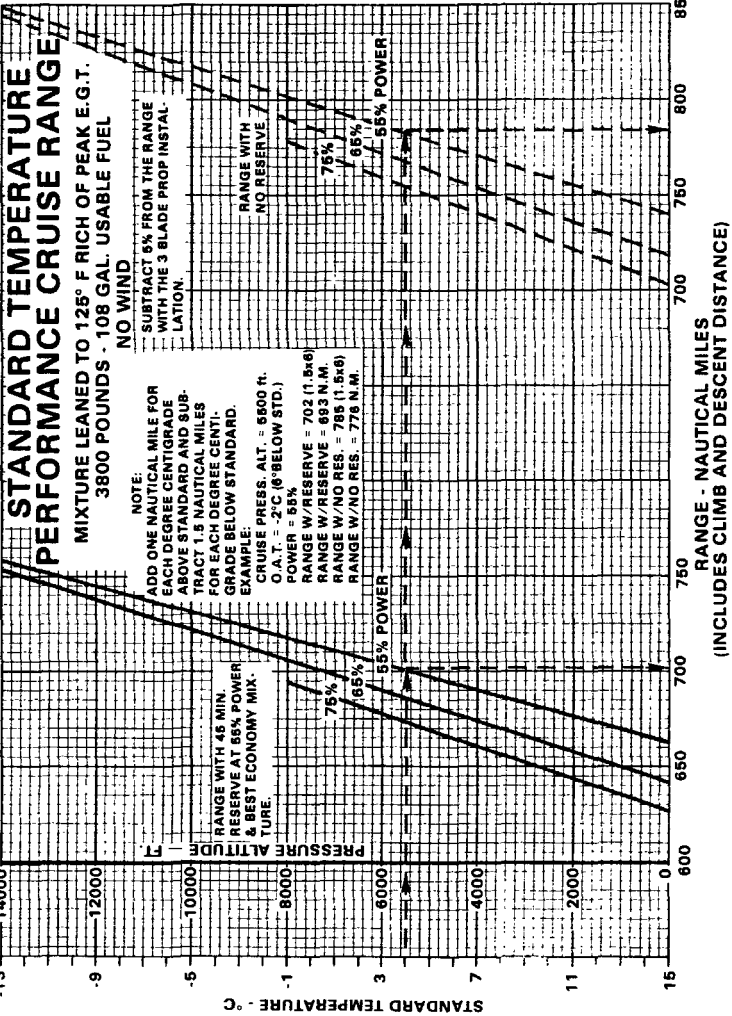 STANDARD TEMPERATURE
PERFORMANCE CRUISE RANGE
MIXTURE LEANED TO 125° F RICH OF PEAK E.G.T.
3800 POUNDS - 108 GAL. USABLE FUEL
NO WIND
SUBTRACT 5% FROM THE RANGE
WITH THE 3 BLADE PROP INSTAL-
LATION.
NOTE:
ADD ONE NAUTICAL MILE FOR
EACH DEGREE CENTIGRADE
ABOVE STANDARD AND SUB-
TRACT 1.5 NAUTICAL MILES
FOR EACH DEGREE CENTI-
GRADE BELOW STANDARD.
EXAMPLE:
CRUISE PRESS. ALT. = 5500 ft.
O.A.T. = -2°C (6°BELOW STD.)
POWER = 55%
RANGE W/RESERVE = 702 (1.5x6)
RANGE W/RESERVE = 693 N.M.
RANGE W/NO RES. = 785 (1.5x6)
RANGE W/NO RES. = 776 N.M.
RANGE WITH 45 MIN.
RESERVE AT 55% POWER
& BEST ECONOMY MIX-
TURE.
75%
65%
55% POWER
RANGE WITH
NO RESERVE
75%
65%
55% POWER
PRESSURE ALTITUDE — FT.
14000
12000
10000
8000
6000
4000
2000
0
STANDARD TEMPERATURE - °C
-13
-9
-5
-1
3
7
11
15
600
650
700
750
700
750
800
850
RANGE - NAUTICAL MILES
(INCLUDES CLIMB AND DESCENT DISTANCE)